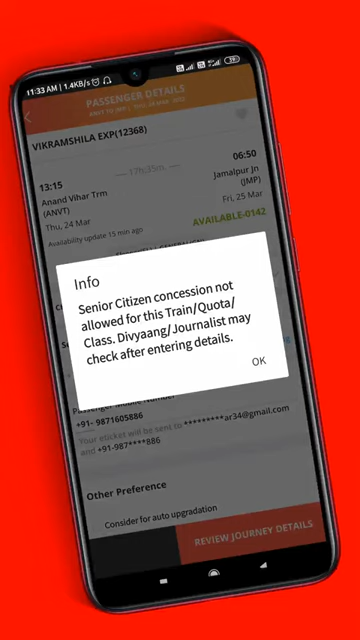 11:33 AM | 1.4KB/s
39
PASSENGER DETAILS
VIKRAMSHILA EXP(12368)
13:15
17h:35m
06:50
Anand Vihar Trm
(ANVT)
Jamalpur Jn
(JMP)
Thu, 24 Mar
Fri, 25 Mar
Availability update 15 min ago
AVAILABLE-0142
Info
Senior Citizen concession not
allowed for this Train/Quota/
Class. Divyaang/Journalist may
check after entering details.
OK
Passenger Mobile Number
+91- 9871605886
Your eticket will be sent to *********ar34@gmail.com
and +91-987****886
Other Preference
Consider for auto upgradation
REVIEW JOURNEY DETAILS